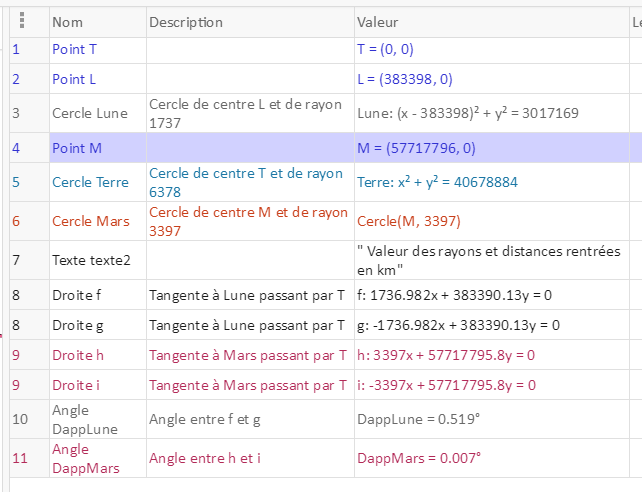 Nom Description Valeur Le
1 Point T T = (0, 0)
2 Point L L = (383398, 0)
3 Cercle Lune Cercle de centre L et de rayon 1737 Lune: (x - 383398)² + y² = 3017169
4 Point M M = (57717796, 0)
5 Cercle Terre Cercle de centre T et de rayon 6378 Terre: x² + y² = 40678884
6 Cercle Mars Cercle de centre M et de rayon 3397 Cercle(M, 3397)
7 Texte texte2 " Valeur des rayons et distances rentrées en km"
8 Droite f Tangente à Lune passant par T f: 1736.982x + 383390.13y = 0
8 Droite g Tangente à Lune passant par T g: -1736.982x + 383390.13y = 0
9 Droite h Tangente à Mars passant par T h: 3397x + 57717795.8y = 0
9 Droite i Tangente à Mars passant par T i: -3397x + 57717795.8y = 0
10 Angle DappLune Angle entre f et g DappLune = 0.519°
11 Angle DappMars Angle entre h et i DappMars = 0.007°